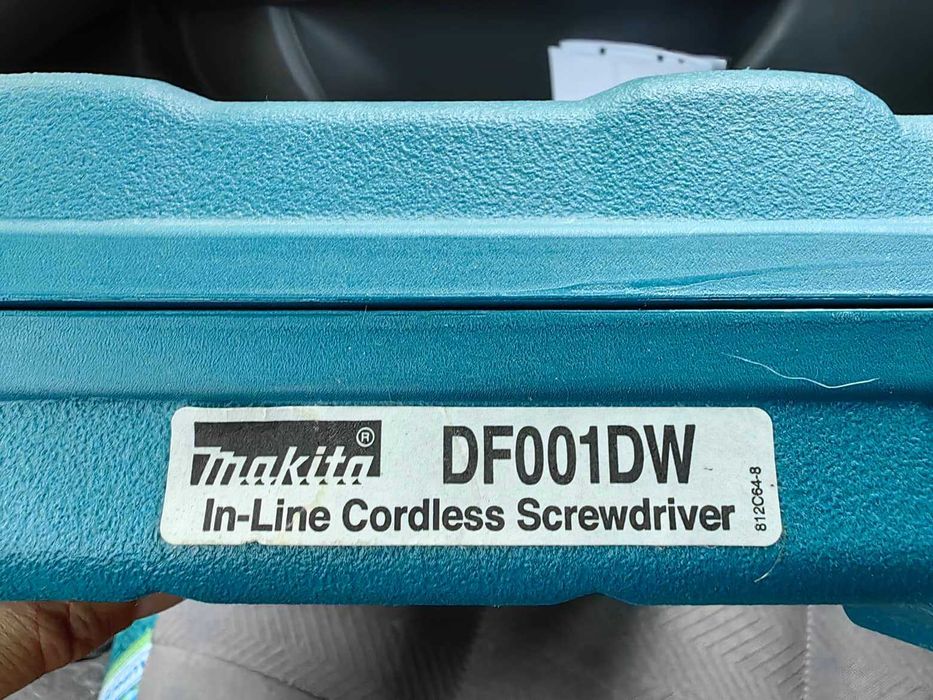 makita®
DF001DW
In-Line Cordless Screwdriver
812C64-8